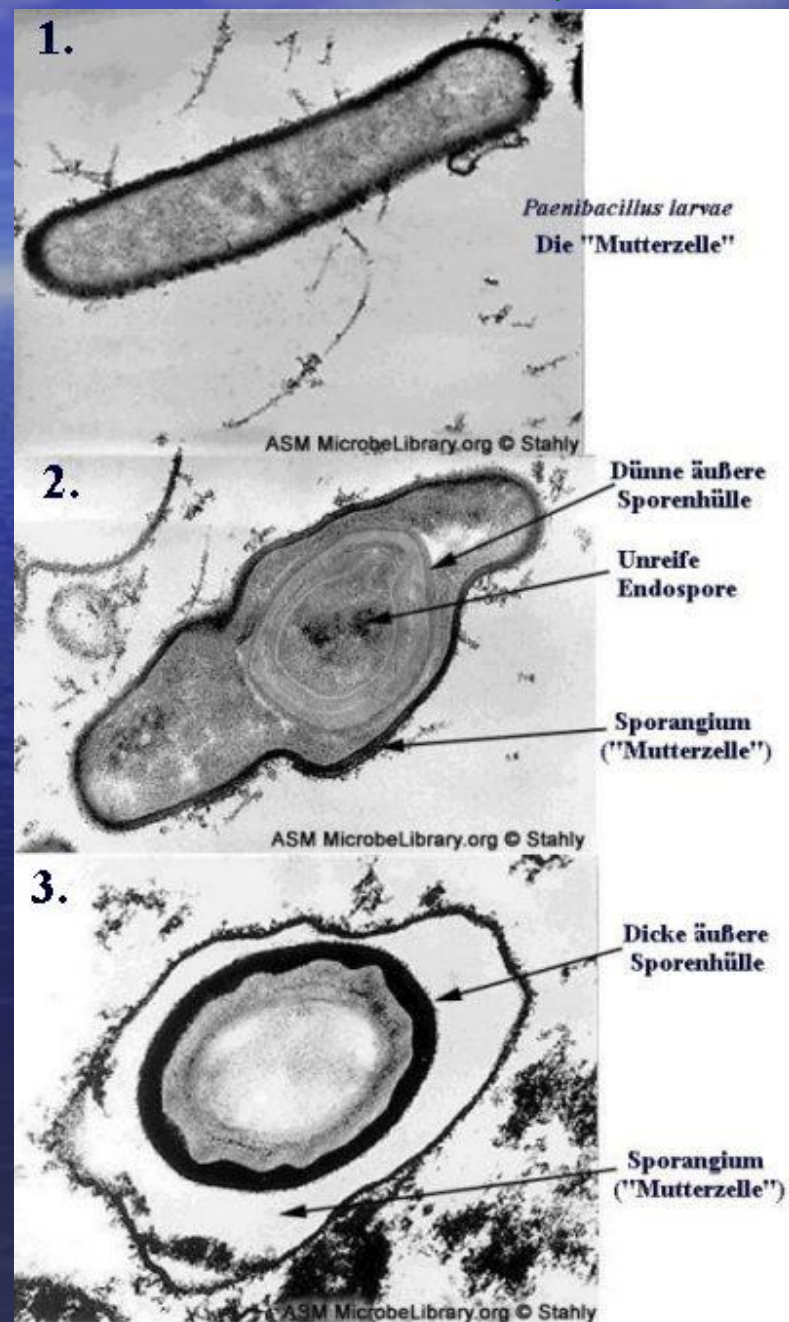 1.
Paenibacillus larvae
Die "Mutterzelle"
ASM MicrobeLibrary.org © Stahly
2.
Dünne äußere
Sporenhülle
Unreife
Endospore
Sporangium
("Mutterzelle")
ASM MicrobeLibrary.org © Stahly
3.
Dicke äußere
Sporenhülle
Sporangium
("Mutterzelle")
ASM MicrobeLibrary.org © Stahly